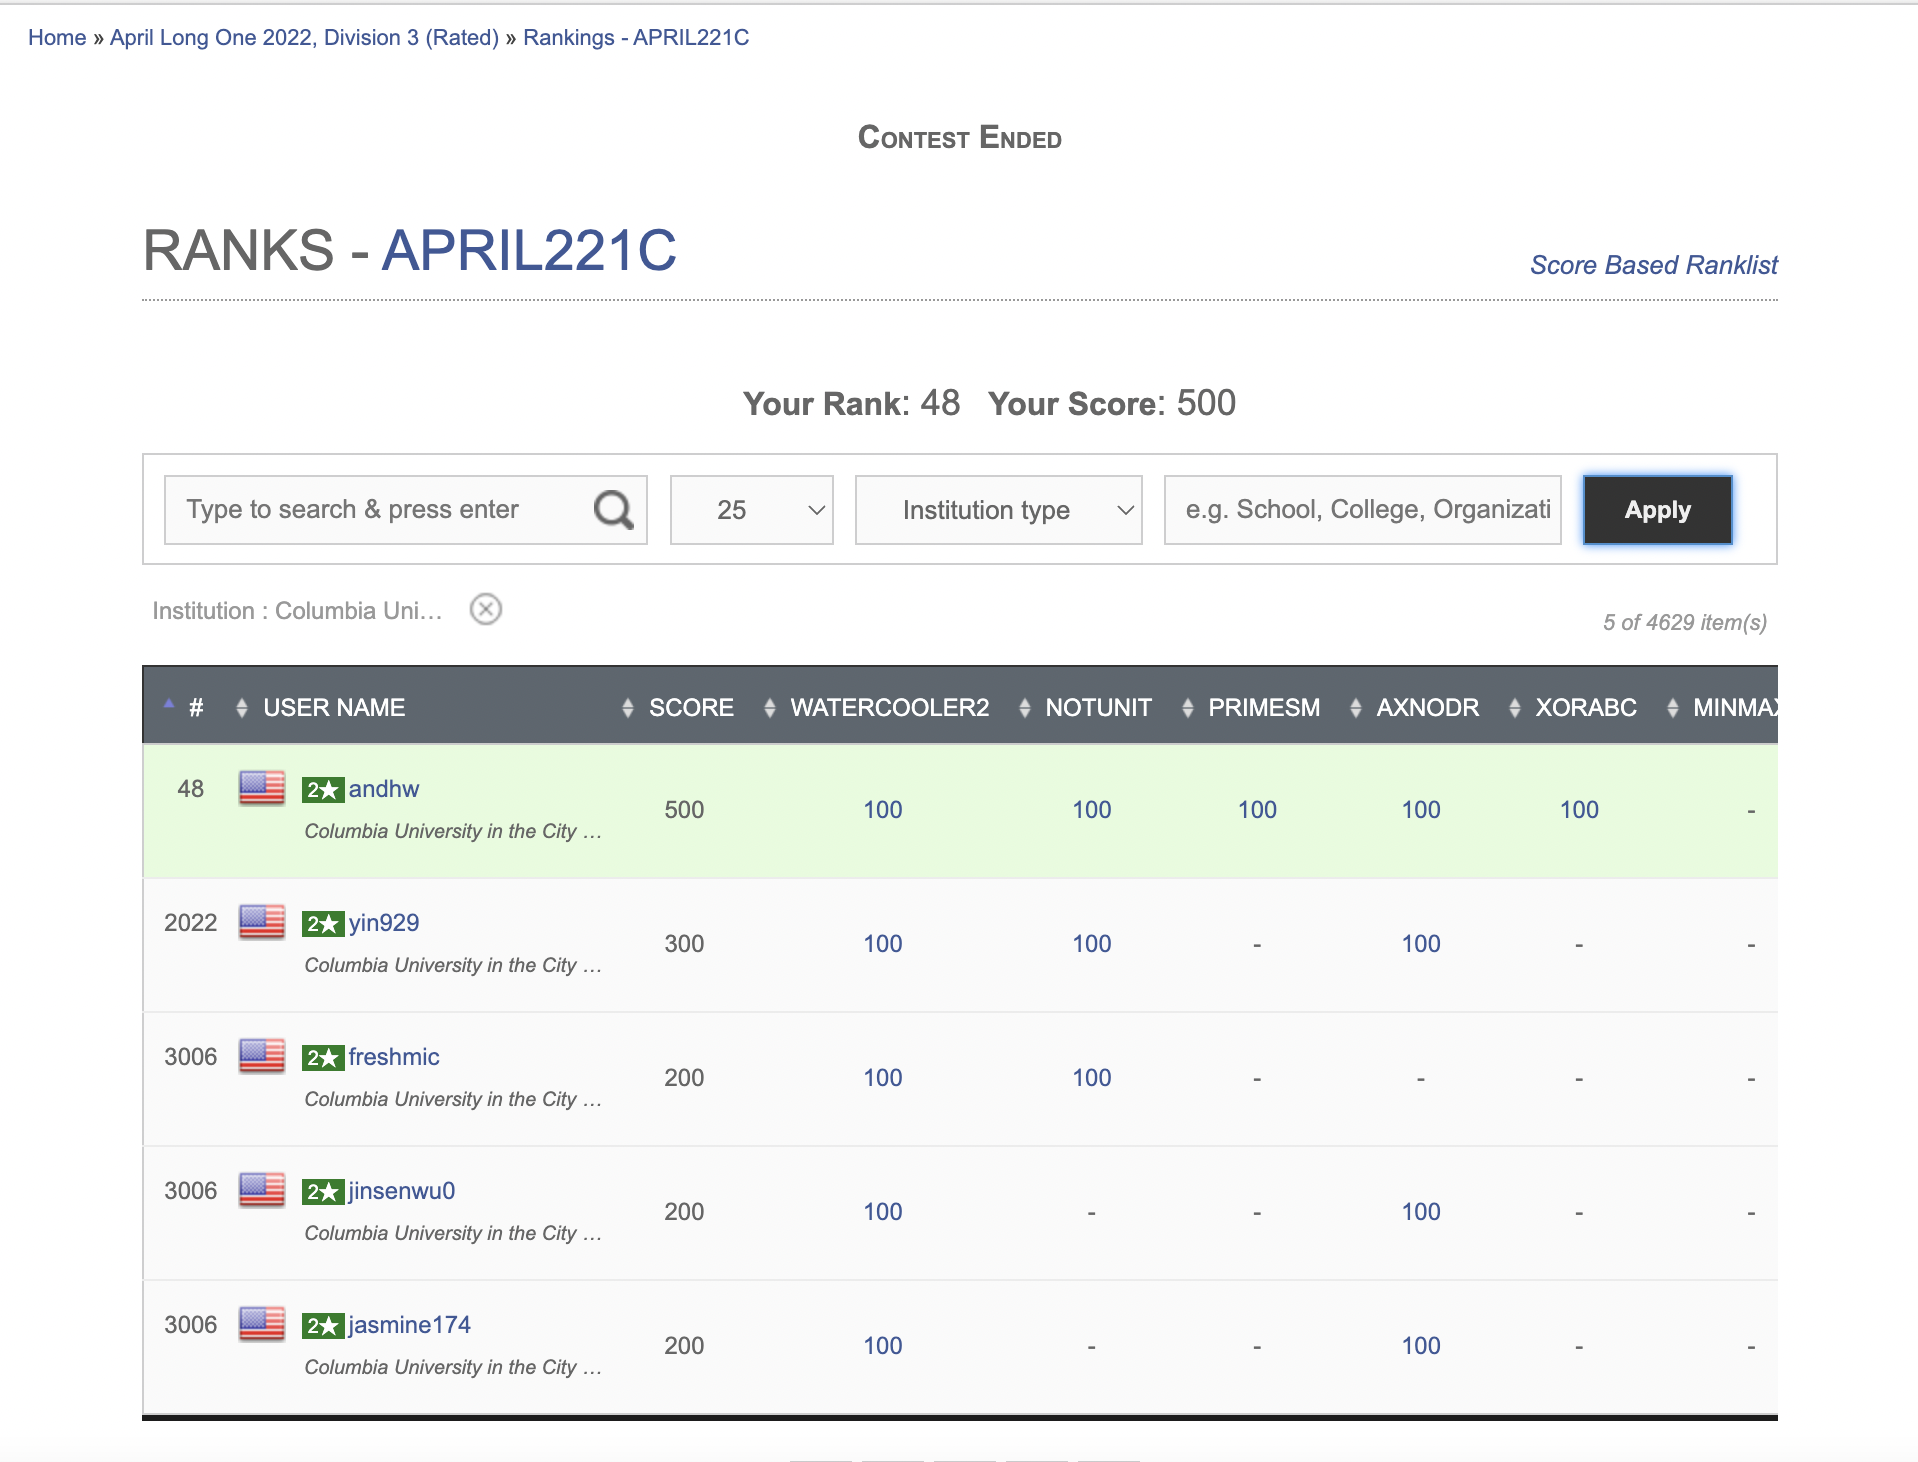 Home » April Long One 2022, Division 3 (Rated) » Rankings - APRIL221C
Contest Ended
RANKS - APRIL221C
Score Based Ranklist
Your Rank: 48 Your Score: 500
Type to search & press enter 25 Institution type e.g. School, College, Organizati Apply
Institution : Columbia Uni...
5 of 4629 item(s)
# USER NAME SCORE WATERCOOLER2 NOTUNIT PRIMESM AXNODR XORABC MINMAX
48 2★ andhw 500 100 100 100 100 100 -
Columbia University in the City ...
2022 2★ yin929 300 100 100 - 100 - -
Columbia University in the City ...
3006 2★ freshmic 200 100 100 - - - -
Columbia University in the City ...
3006 2★ jinsenwu0 200 100 - - 100 - -
Columbia University in the City ...
3006 2★ jasmine174 200 100 - - 100 - -
Columbia University in the City ...